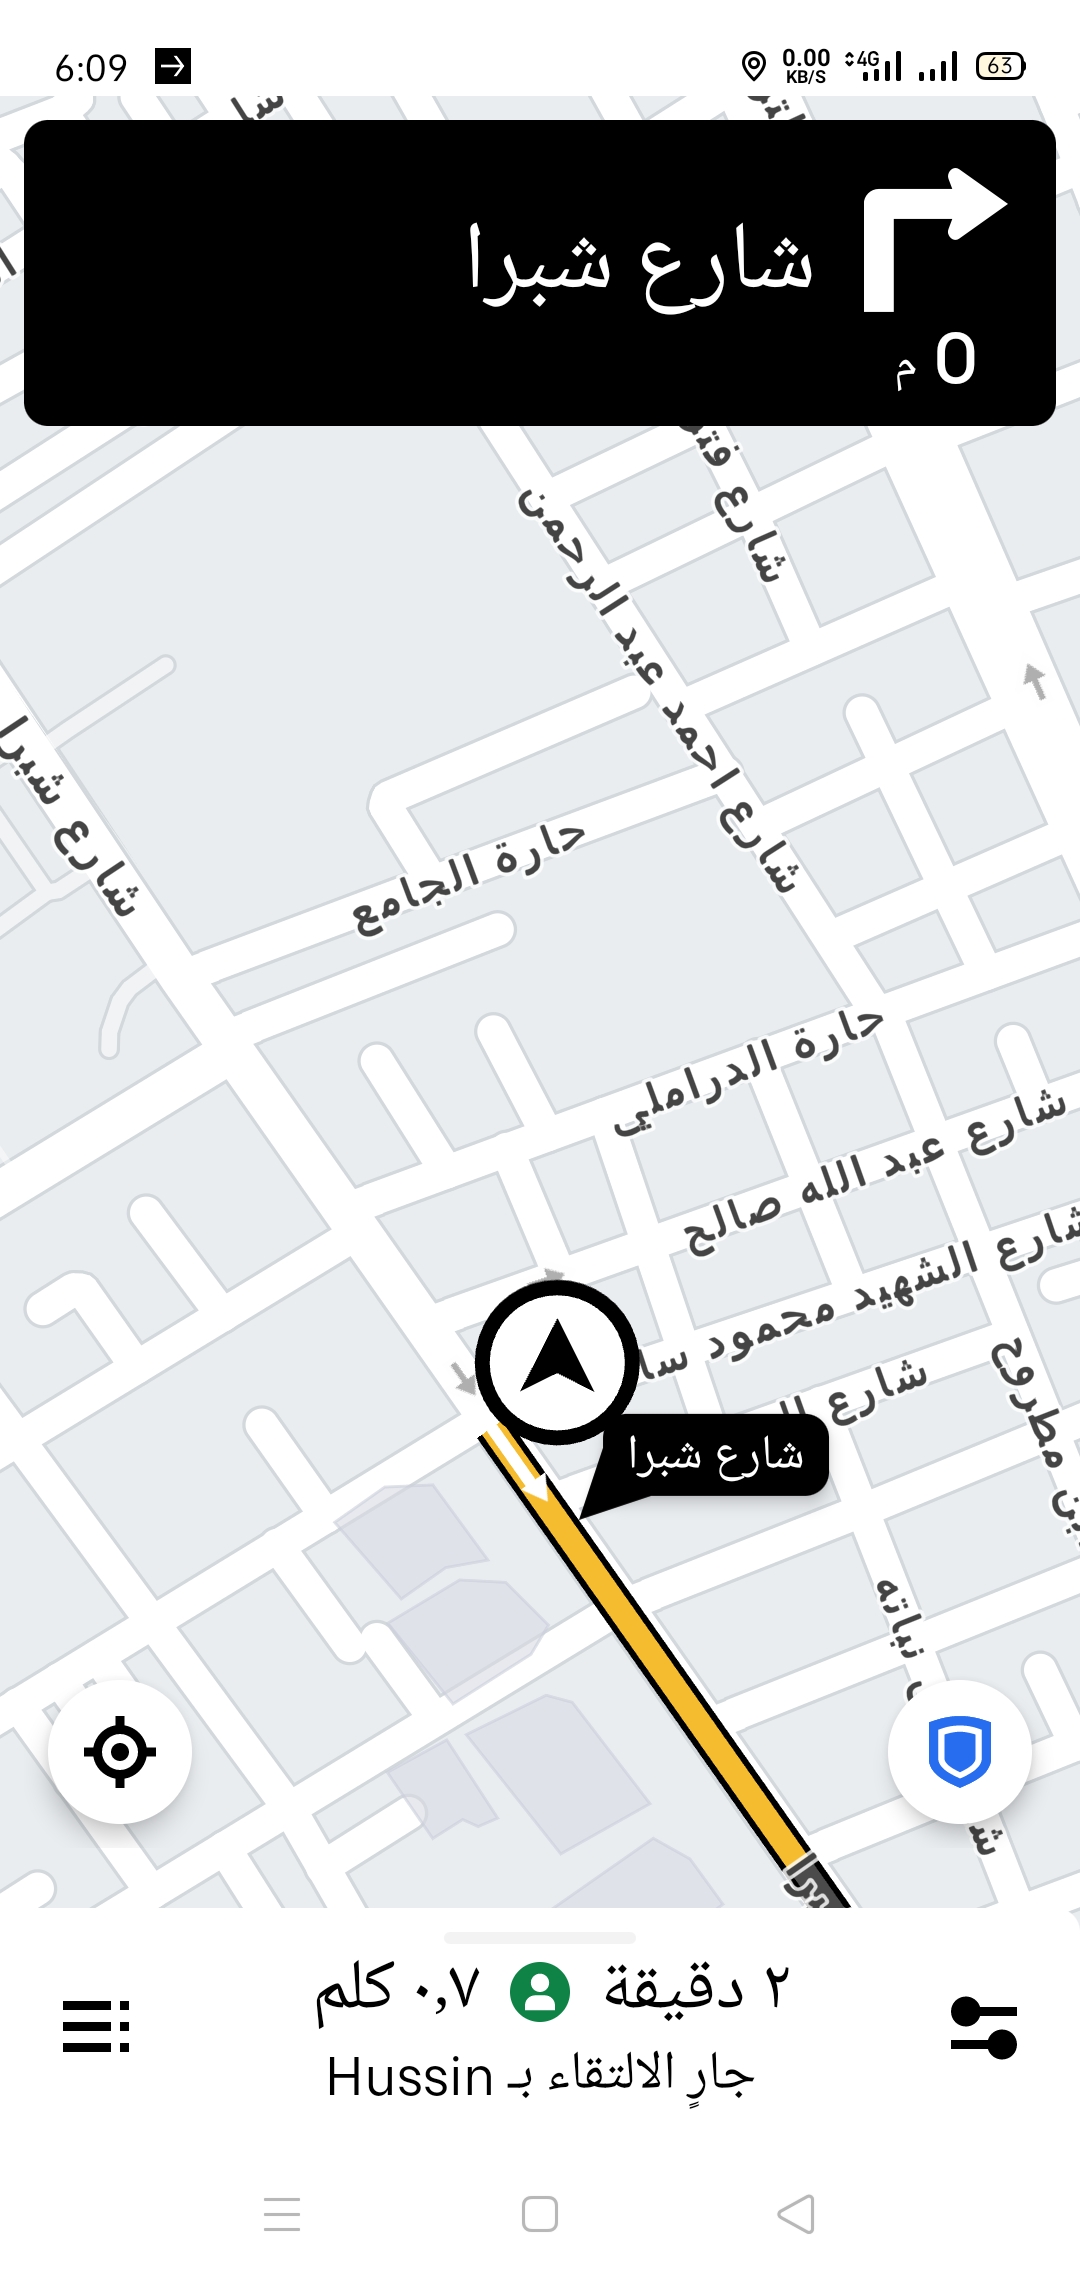 6:09
0.00
KB/S
4G
63
شارع شبرا
0 م
شارع احمد عبد الرحمن
شارع
شارع شبرا
حارة الجامع
حارة الدراملي
شارع عبد الله صالح
شارع الشهيد محمود
شارع
مطروح
شارع شبرا
نباته
٢ دقيقة
٠,٧ كلم
جارٍ الالتقاء بـ Hussin